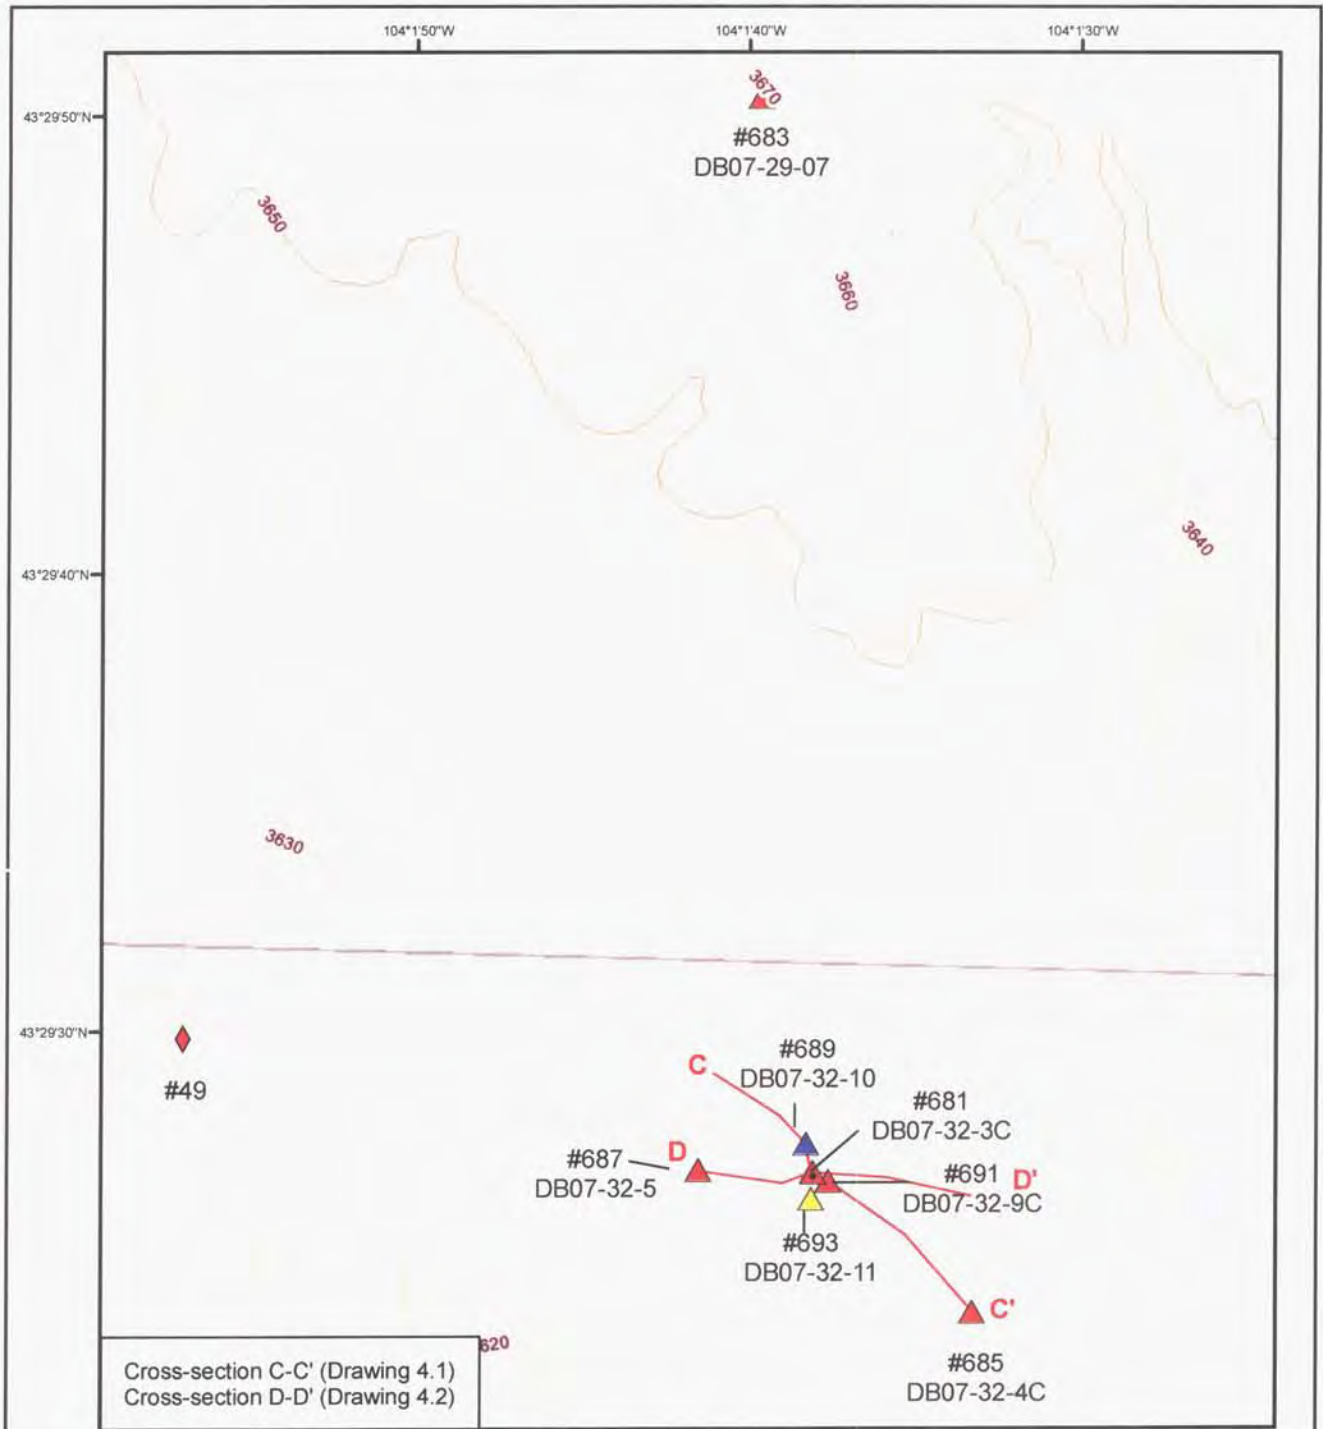 104°1'50"W
104°1'40"W
104°1'30"W
43°29'50"N
3670
#683
DB07-29-07
3650
3660
3640
43°29'40"N
3630
43°29'30"N
#49
C
#689
DB07-32-10
#681
DB07-32-3C
D
#687
DB07-32-5
#691
D'
DB07-32-9C
#693
DB07-32-11
C'
620
#685
DB07-32-4C
Cross-section C-C' (Drawing 4.1)
Cross-section D-D' (Drawing 4.2)